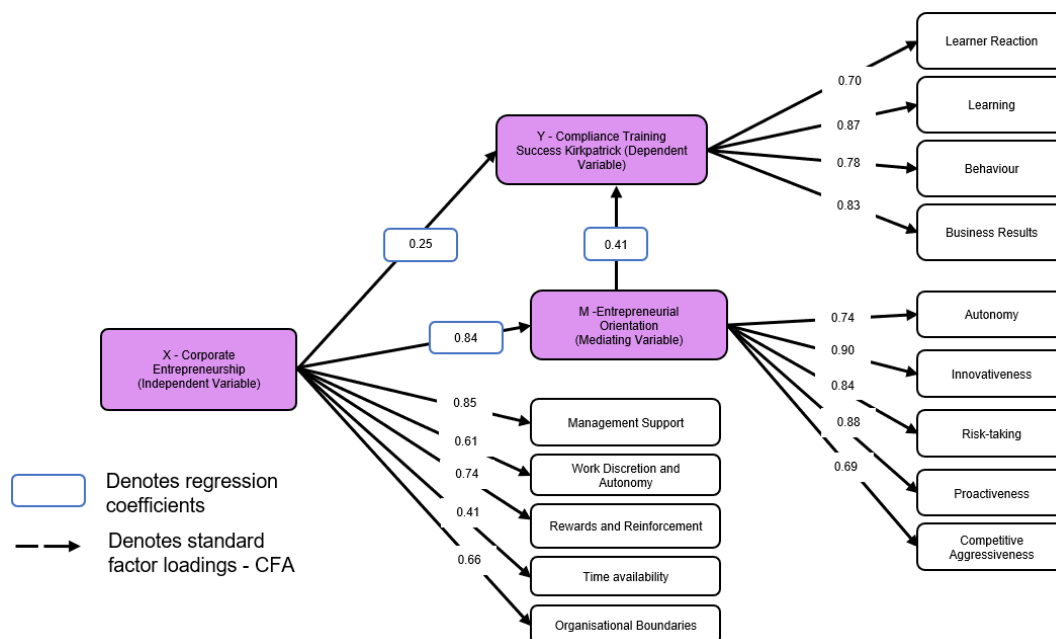 Learner Reaction
0.70
Learning
0.87
Y - Compliance Training
Success Kirkpatrick (Dependent
Variable)
0.78
Behaviour
0.83
Business Results
0.25
0.41
M -Entrepreneurial
Orientation
(Mediating Variable)
0.74
Autonomy
0.90
Innovativeness
0.84
Risk-taking
0.88
Proactiveness
0.69
Competitive
Aggressiveness
0.84
X - Corporate
Entrepreneurship
(Independent Variable)
0.85
Management Support
0.61
Work Discretion and
Autonomy
0.74
Rewards and Reinforcement
0.41
Time availability
0.66
Organisational Boundaries
Denotes regression
coefficients
Denotes standard
factor loadings - CFA